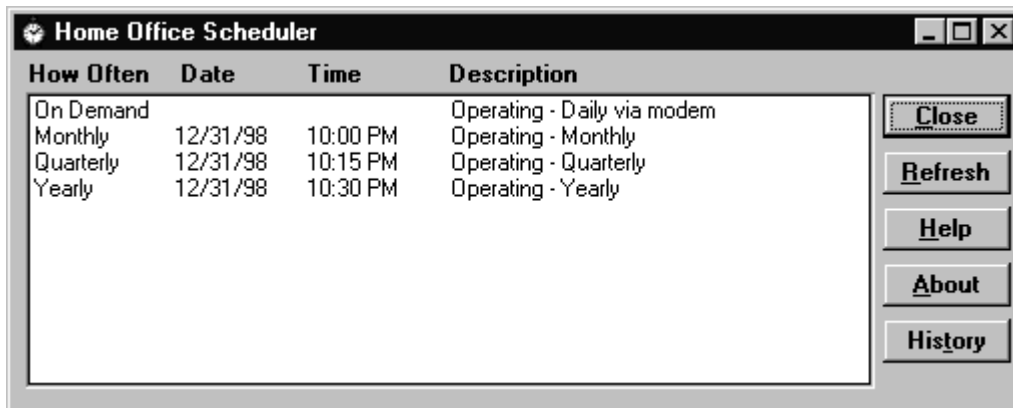 Home Office Scheduler
How Often Date Time Description
On Demand Operating - Daily via modem
Monthly 12/31/98 10:00 PM Operating - Monthly
Quarterly 12/31/98 10:15 PM Operating - Quarterly
Yearly 12/31/98 10:30 PM Operating - Yearly
Close
Refresh
Help
About
History